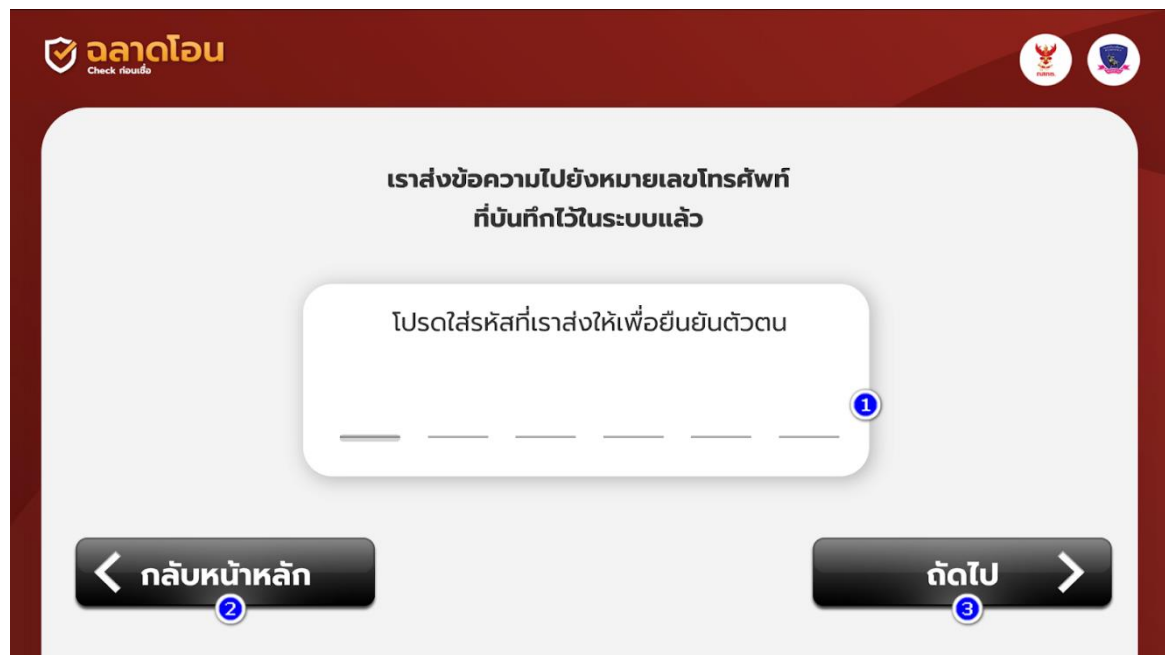 ฉลาดโอน
Check ก่อนเชื่อ
กสทช.
เราส่งข้อความไปยังหมายเลขโทรศัพท์
ที่บันทึกไว้ในระบบแล้ว
โปรดใส่รหัสที่เราส่งให้เพื่อยืนยันตัวตน
1
กลับหน้าหลัก
2
ถัดไป
3